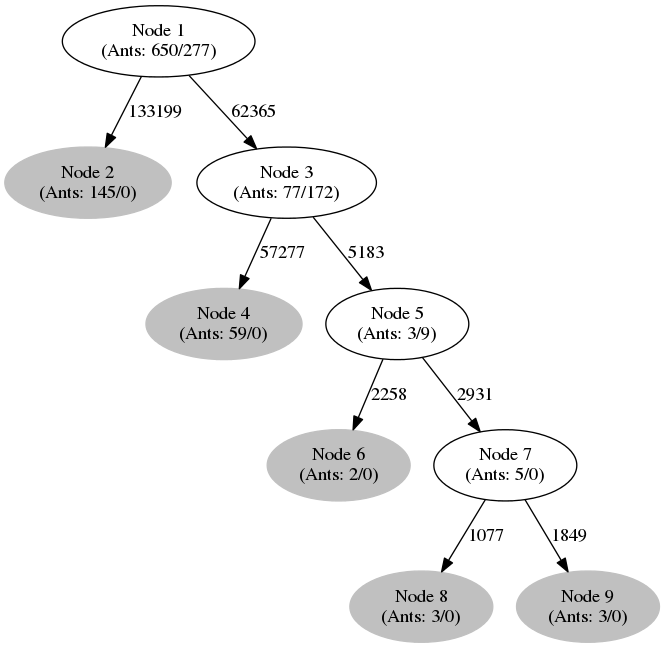 Node 1
(Ants: 650/277)
133199
62365
Node 2
(Ants: 145/0)
Node 3
(Ants: 77/172)
57277
5183
Node 4
(Ants: 59/0)
Node 5
(Ants: 3/9)
2258
2931
Node 6
(Ants: 2/0)
Node 7
(Ants: 5/0)
1077
1849
Node 8
(Ants: 3/0)
Node 9
(Ants: 3/0)